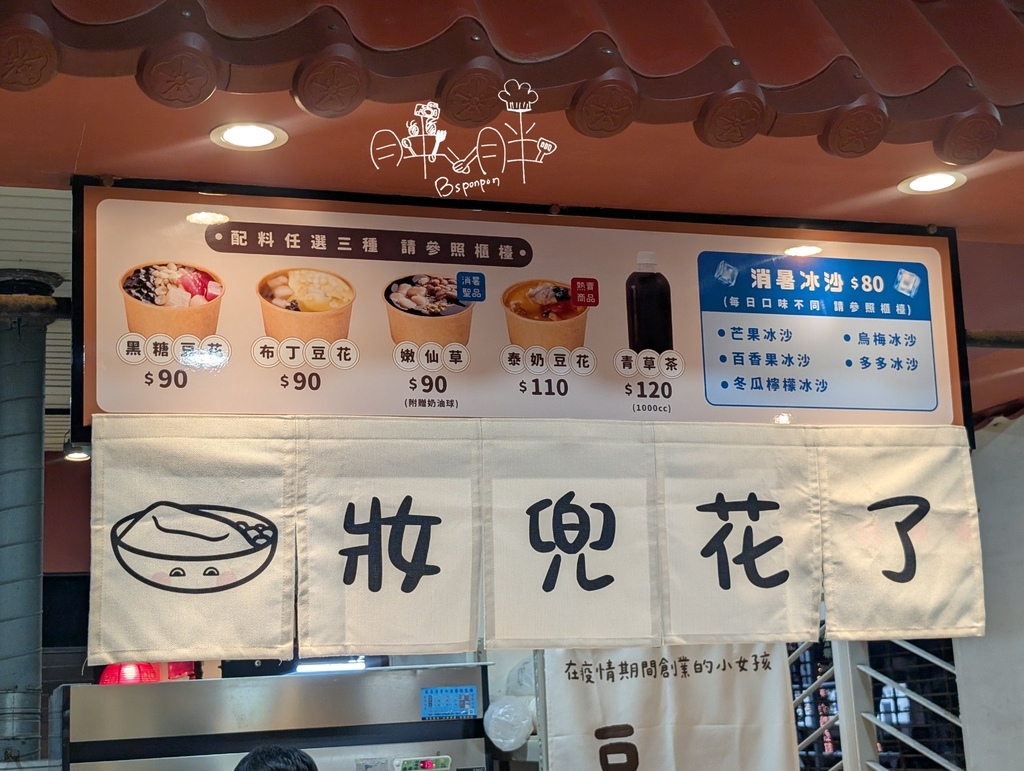 Bsponpon
•配料任選三種 請參照櫃檯•
消暑聖品
熱賣商品
黑糖豆花
$90
布丁豆花
$90
嫩仙草
$90
(附贈奶油球)
泰奶豆花
$110
青草茶
$120
(1000cc)
消暑冰沙 $80
(每日口味不同 請參照櫃檯)
•芒果冰沙
•百香果冰沙
•冬瓜檸檬冰沙
•烏梅冰沙
•多多冰沙
妝兜花了
在疫情期間創業的小女孩
豆